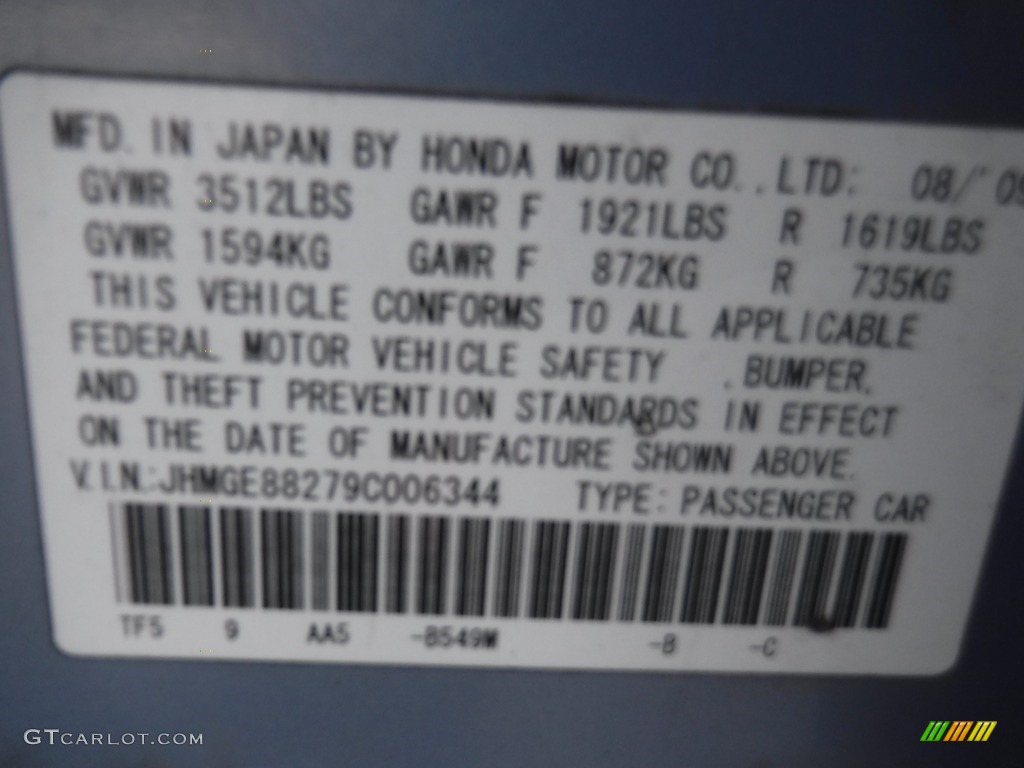 MFD. IN JAPAN BY HONDA MOTOR CO., LTD: 08/'09
GVWR 3512LBS GAWR F 1921LBS R 1619LBS
GVWR 1594KG GAWR F 872KG R 735KG
THIS VEHICLE CONFORMS TO ALL APPLICABLE
FEDERAL MOTOR VEHICLE SAFETY , BUMPER,
AND THEFT PREVENTION STANDARDS IN EFFECT
ON THE DATE OF MANUFACTURE SHOWN ABOVE.
V.I.N.:JHMGE88279C006344 TYPE: PASSENGER CAR
TF5 9 AA5 -B549M -B -C
GTCARLOT.COM